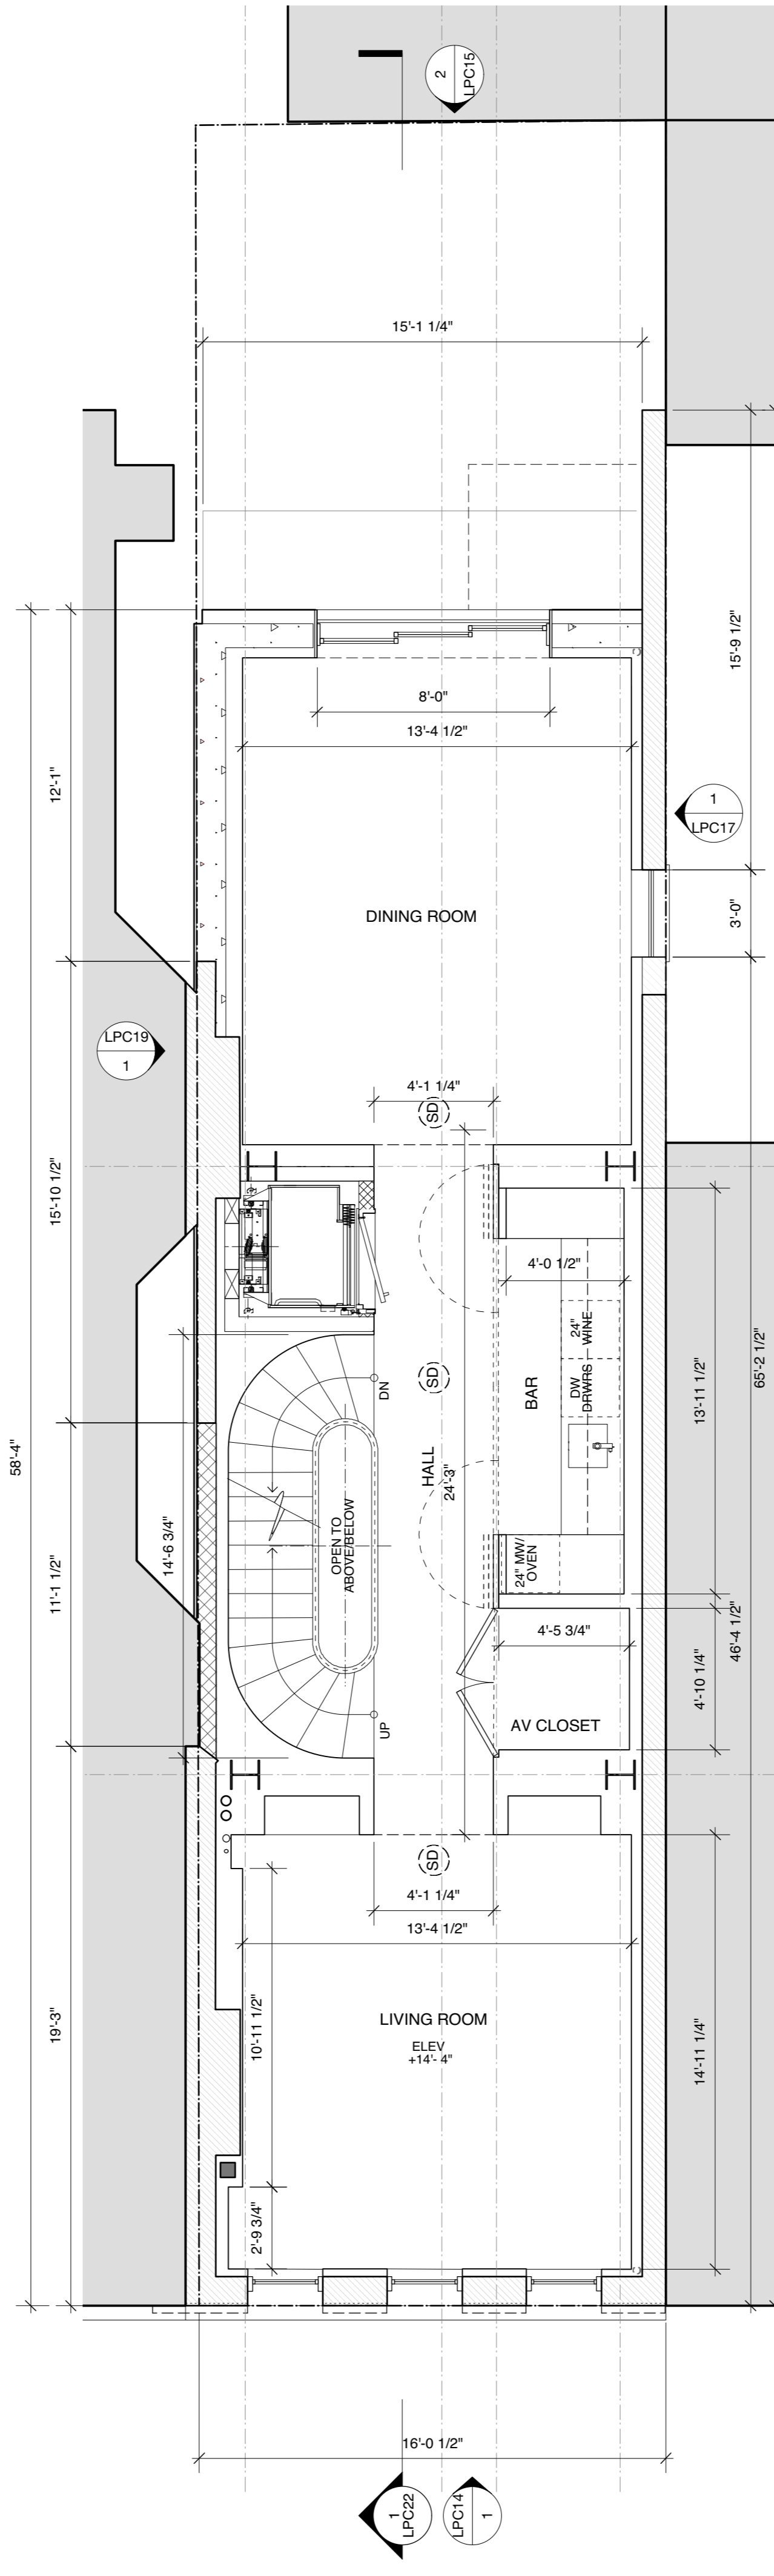 2
LPC15
15'-1 1/4"
58'-4"
12'-1"
8'-0"
13'-4 1/2"
15'-9 1/2"
1
LPC17
3'-0"
DINING ROOM
LPC19
1
4'-1 1/4"
SD
15'-10 1/2"
4'-0 1/2"
24"
WINE
DW
DRWRS
BAR
13'-11 1/2"
65'-2 1/2"
SD
DN
HALL
24'-3"
14'-6 3/4"
11'-1 1/2"
OPEN TO
ABOVE/BELOW
24" MW/
OVEN
4'-5 3/4"
46'-4 1/2"
4'-10 1/4"
AV CLOSET
UP
SD
4'-1 1/4"
13'-4 1/2"
19'-3"
10'-11 1/2"
LIVING ROOM
ELEV
+14'- 4"
14'-11 1/4"
2'-9 3/4"
16'-0 1/2"
1
LPC22
LPC14
1